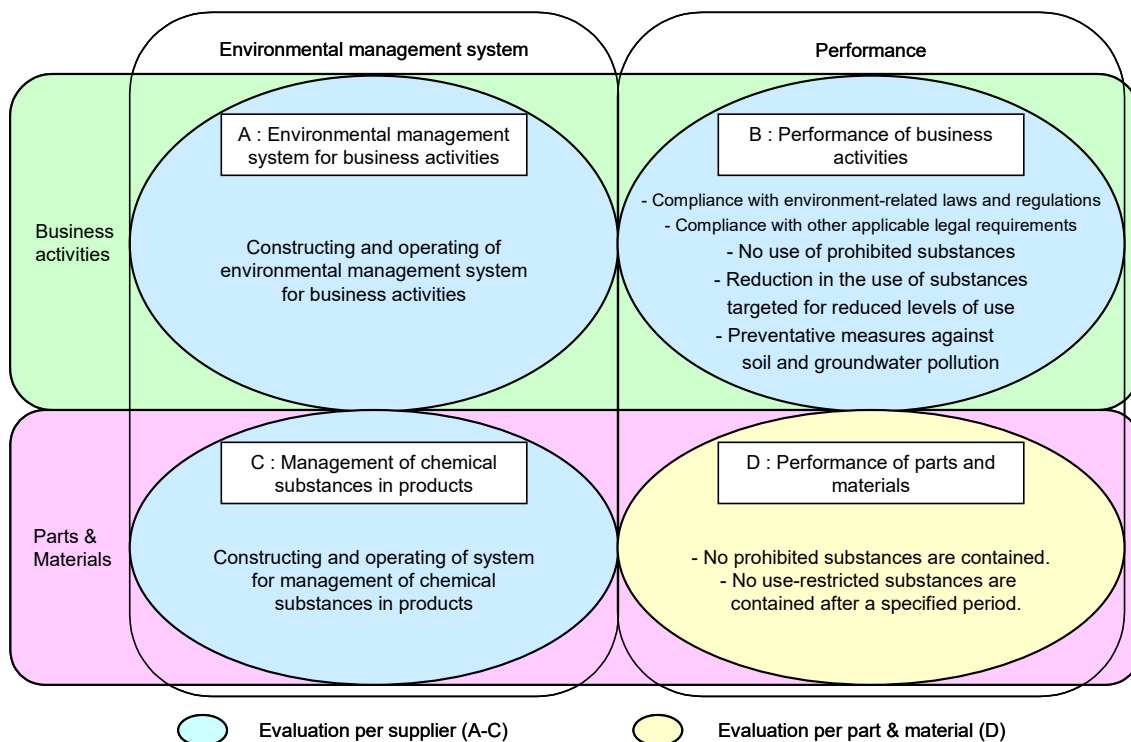 Environmental management system
Performance
Business
activities
A : Environmental management
system for business activities
Constructing and operating of
environmental management system
for business activities
B : Performance of business
activities
- Compliance with environment-related laws and regulations
- Compliance with other applicable legal requirements
- No use of prohibited substances
- Reduction in the use of substances
targeted for reduced levels of use
- Preventative measures against
soil and groundwater pollution
Parts &
Materials
C : Management of chemical
substances in products
Constructing and operating of system
for management of chemical
substances in products
D : Performance of parts and
materials
- No prohibited substances are contained.
- No use-restricted substances are
contained after a specified period.
Evaluation per supplier (A-C)
Evaluation per part & material (D)